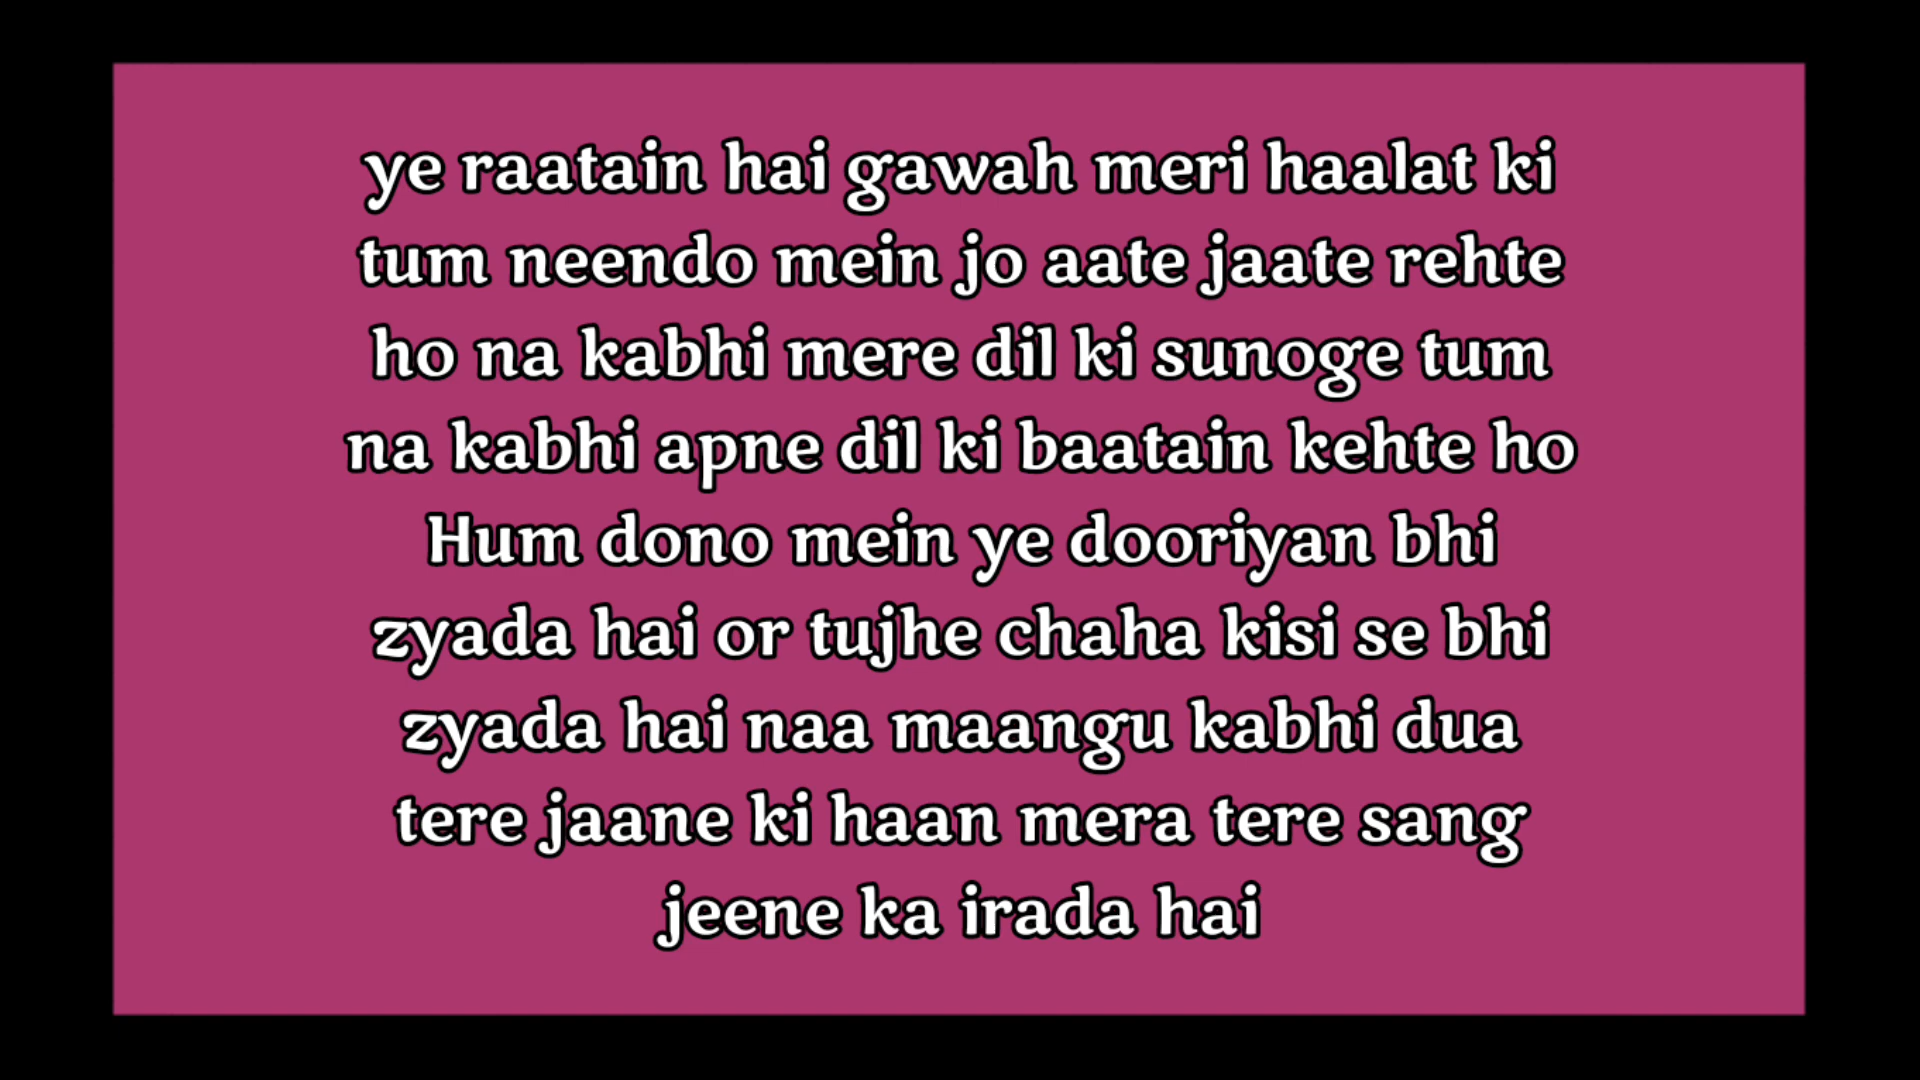 ye raatain hai gawah meri haalat ki
tum neendo mein jo aate jaate rehte
ho na kabhi mere dil ki sunoge tum
na kabhi apne dil ki baatain kehte ho
Hum dono mein ye dooriyan bhi
zyada hai or tujhe chaha kisi se bhi
zyada hai naa maangu kabhi dua
tere jaane ki haan mera tere sang
jeene ka irada hai